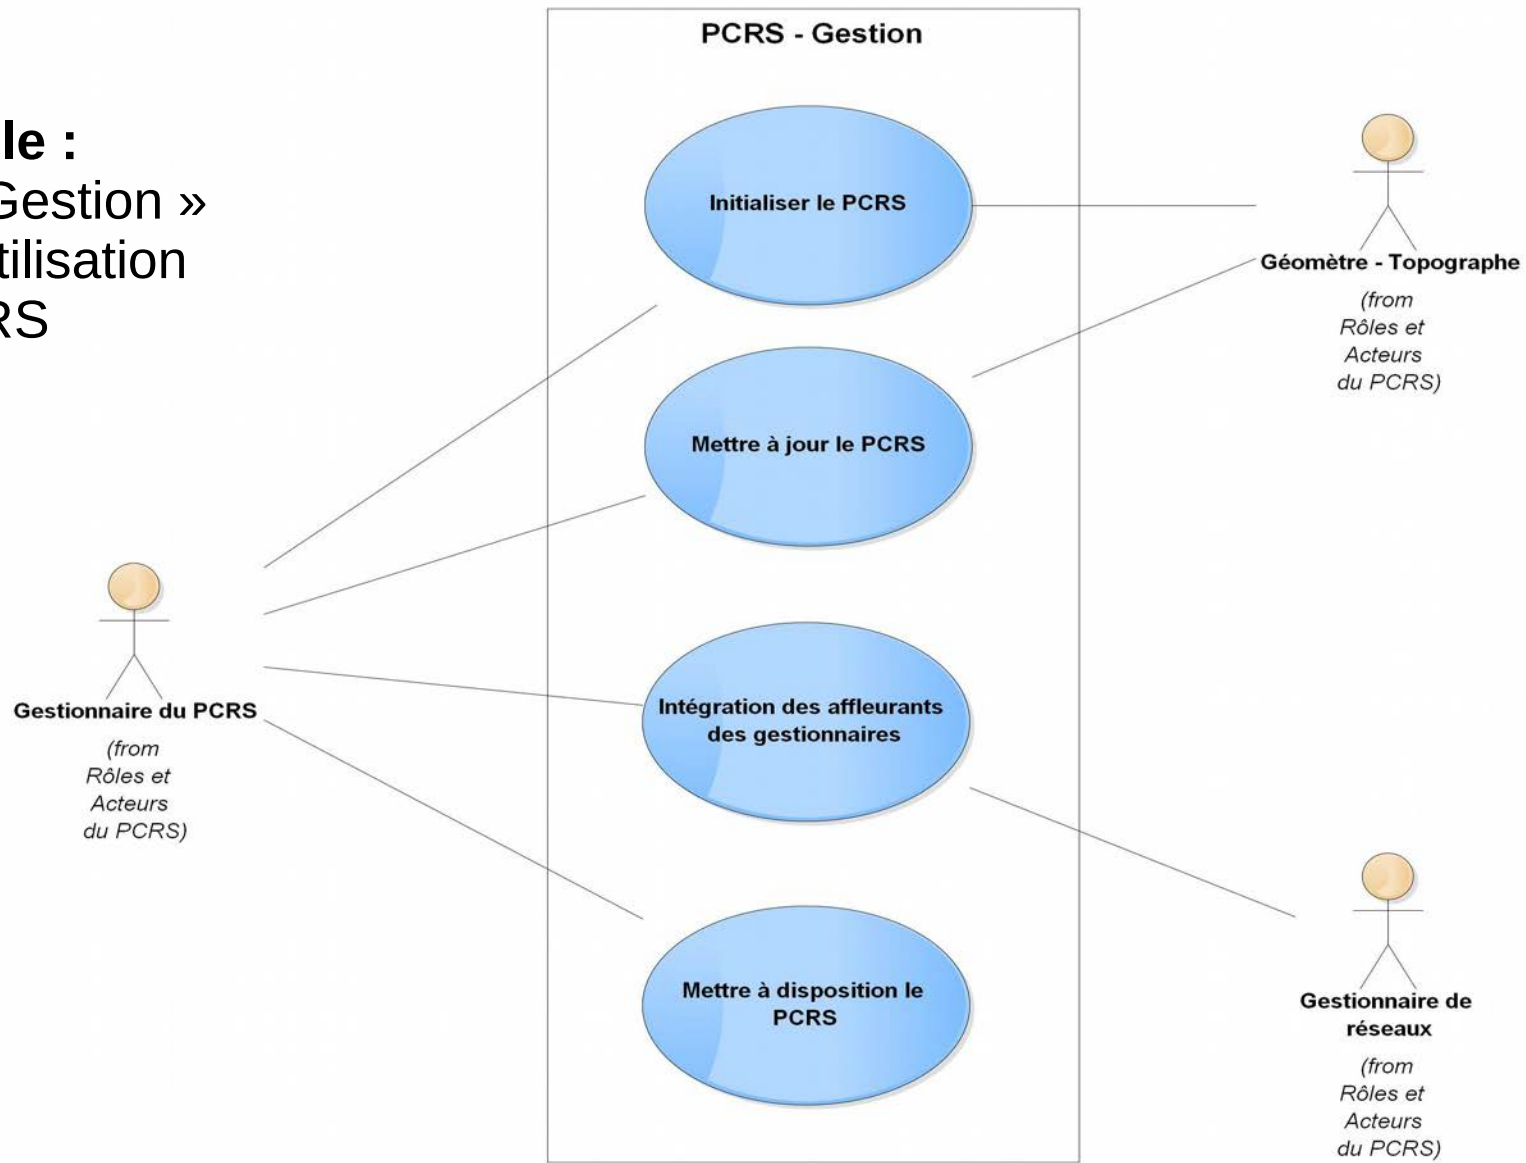 le :
Gestion »
tilisation
RS
PCRS - Gestion
Initialiser le PCRS
Mettre à jour le PCRS
Intégration des affleurants
des gestionnaires
Mettre à disposition le
PCRS
Gestionnaire du PCRS
(from
Rôles et
Acteurs
du PCRS)
Géomètre - Topographe
(from
Rôles et
Acteurs
du PCRS)
Gestionnaire de
réseaux
(from
Rôles et
Acteurs
du PCRS)